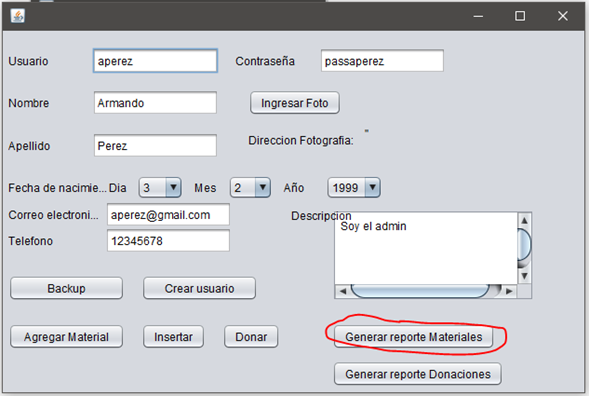 Usuario aperez Contraseña passaperez
Nombre Armando Ingresar Foto
Apellido Perez Direccion Fotografia: "
Fecha de nacimie... Dia 3 Mes 2 Año 1999
Correo electroni... aperez@gmail.com Descripcion
Soy el admin
Telefono 12345678
Backup Crear usuario
Agregar Material Insertar Donar Generar reporte Materiales
Generar reporte Donaciones